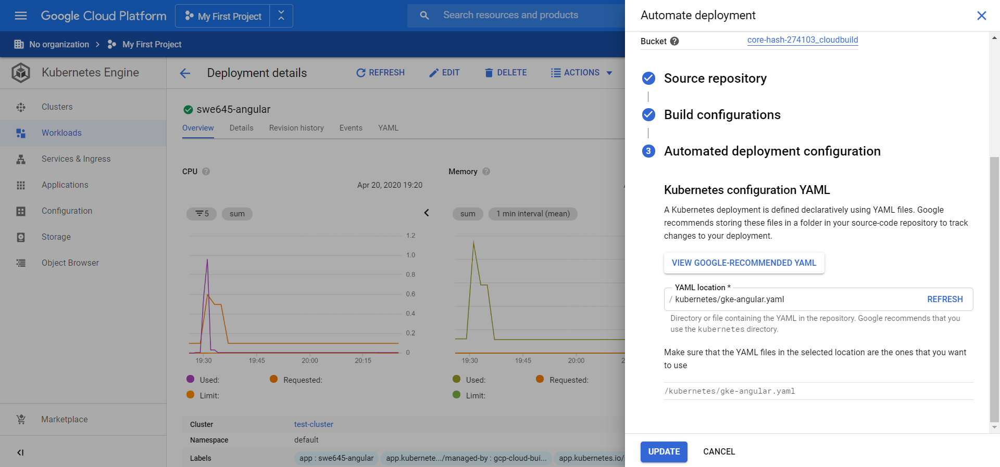 Google Cloud Platform
My First Project
Search resources and products
No organization
My First Project
Kubernetes Engine
Clusters
Workloads
Services & Ingress
Applications
Configuration
Storage
Object Browser
Marketplace
Deployment details
REFRESH
EDIT
DELETE
ACTIONS
swe645-angular
Overview
Details
Revision history
Events
YAML
CPU
Apr 20, 2020 19:20
5
sum
1.2
1.0
0.8
0.6
0.4
0.2
0
19:30
19:45
20:00
20:15
Used:
Requested:
Limit:
Memory
sum
1 min interval (mean)
19:30
19:45
20:00
Used:
Requested:
Limit:
Cluster
test-cluster
Namespace
default
Labels
app : swe645-angular
app.kubernete.../managed-by : gcp-cloud-bui...
app.kubernetes.io/
Automate deployment
Bucket
core-hash-274103_cloudbuild
Source repository
Build configurations
3
Automated deployment configuration
Kubernetes configuration YAML
A Kubernetes deployment is defined declaratively using YAML files. Google
recommends storing these files in a folder in your source-code repository to track
changes to your deployment.
VIEW GOOGLE-RECOMMENDED YAML
YAML location *
/ kubernetes/gke-angular.yaml
REFRESH
Directory or file containing the YAML in the repository. Google recommends that you
use the kubernetes directory.
Make sure that the YAML files in the selected location are the ones that you want
to use
/kubernetes/gke-angular.yaml
UPDATE
CANCEL